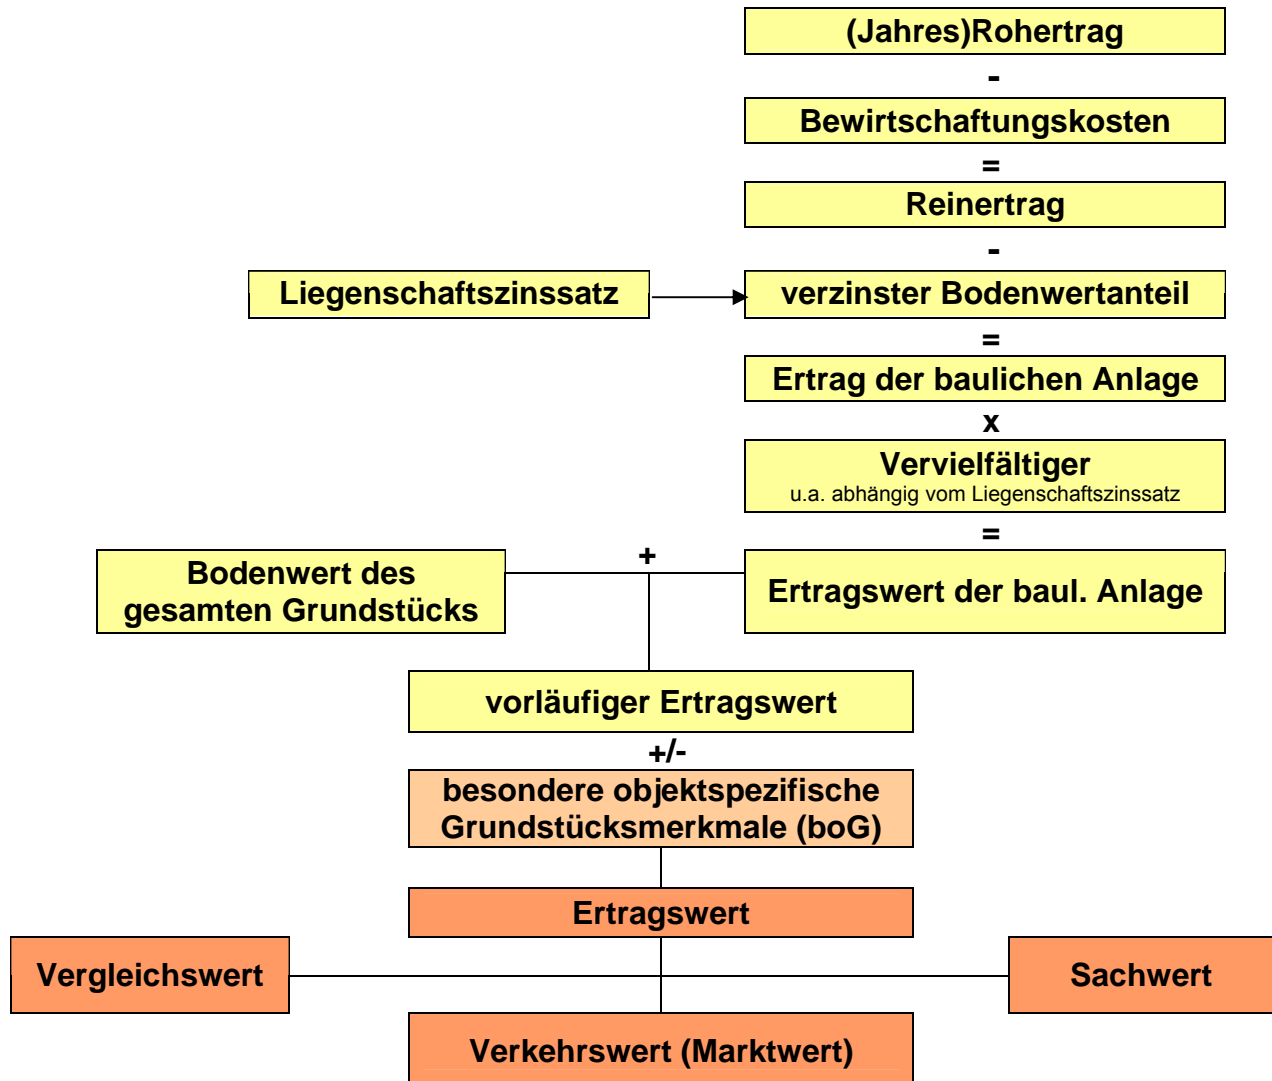 (Jahres)Rohertrag
-
Bewirtschaftungskosten
=
Reinertrag
-
Liegenschaftszinssatz
verzinster Bodenwertanteil
=
Ertrag der baulichen Anlage
x
Vervielfältiger
u.a. abhängig vom Liegenschaftszinssatz
=
Bodenwert des
gesamten Grundstücks
+
Ertragswert der baul. Anlage
vorläufiger Ertragswert
+/-
besondere objektspezifische
Grundstücksmerkmale (boG)
Ertragswert
Vergleichswert
Sachwert
Verkehrswert (Marktwert)